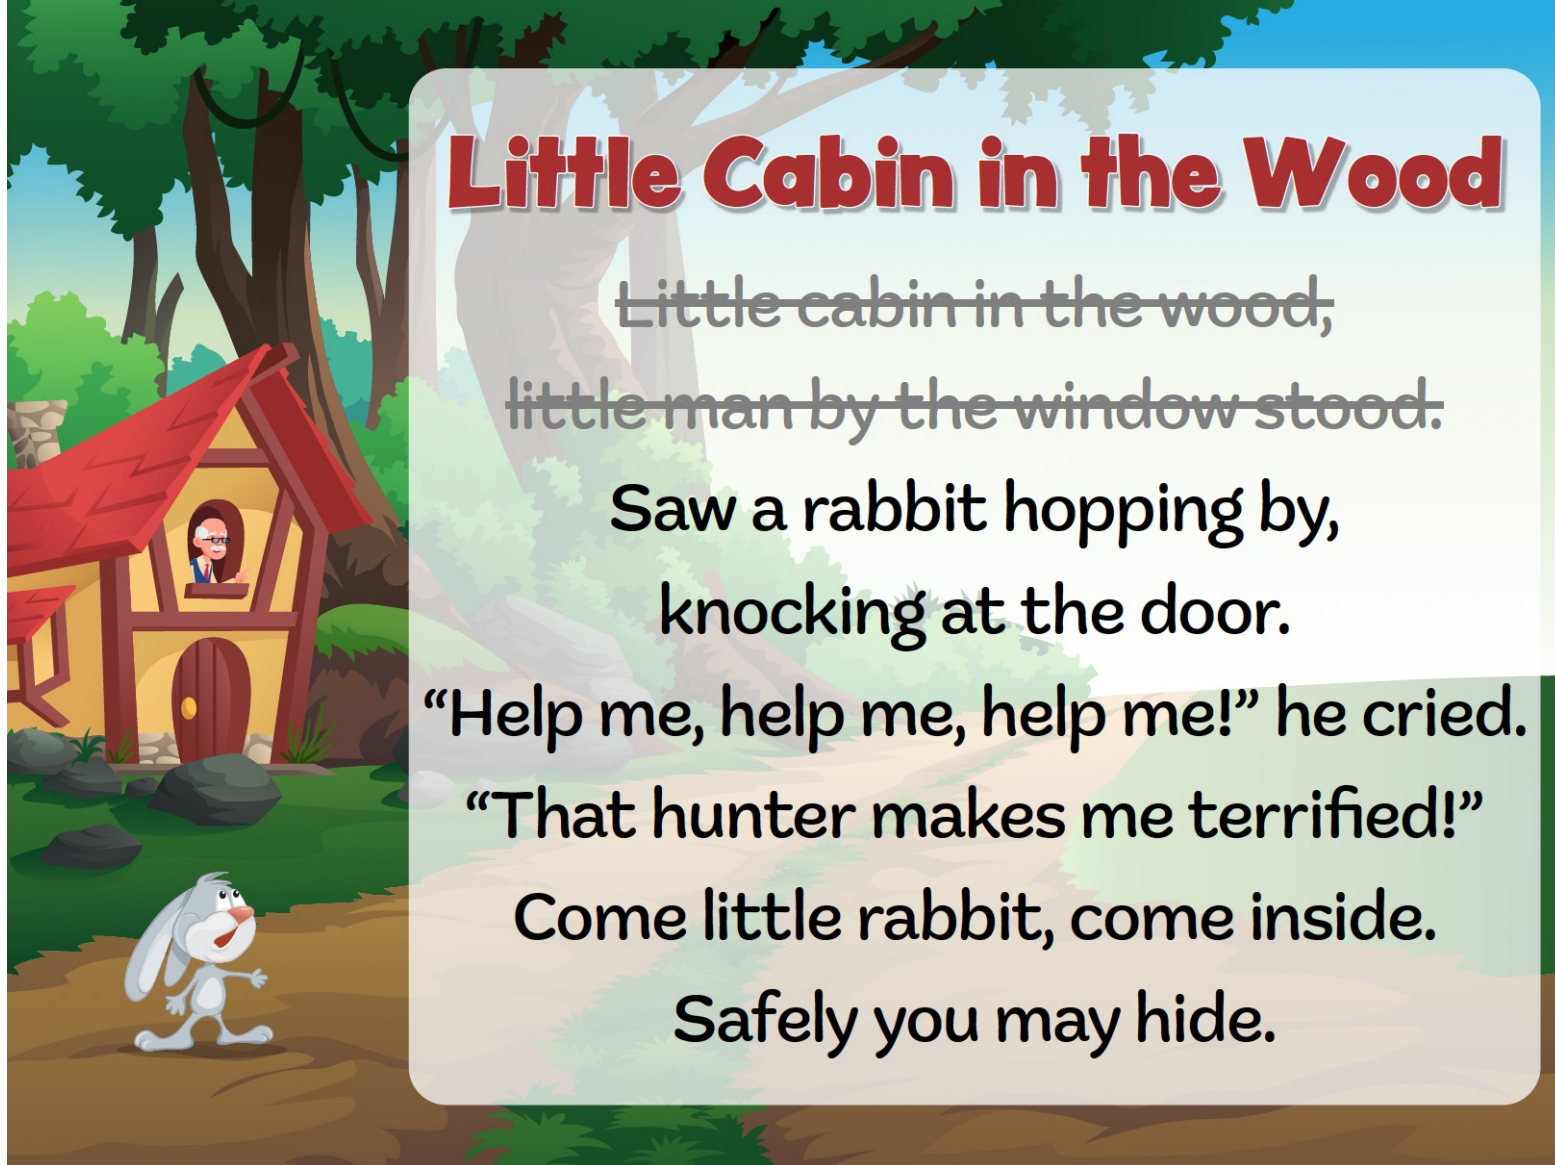 Little Cabin in the Wood
Little cabin in the wood,
little man by the window stood.
Saw a rabbit hopping by,
knocking at the door.
“Help me, help me, help me!” he cried.
“That hunter makes me terrified!”
Come little rabbit, come inside.
Safely you may hide.